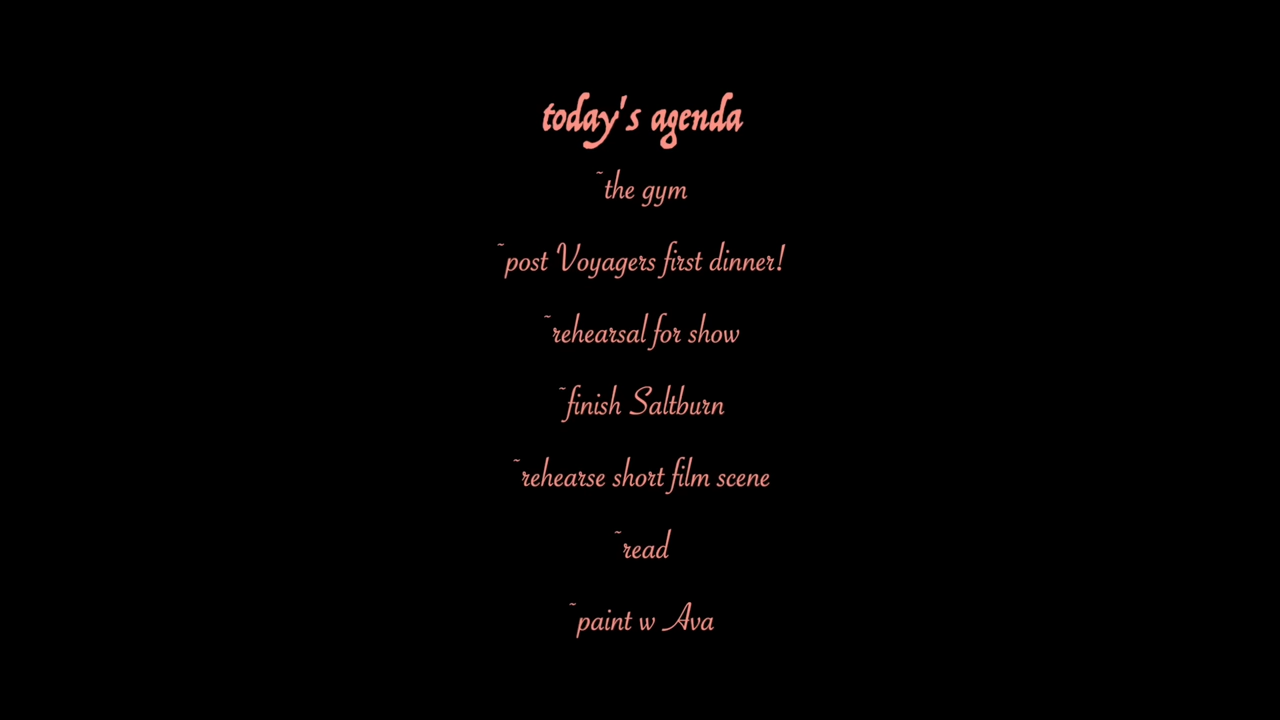 today's agenda
~the gym
~post Voyagers first dinner!
~rehearsal for show
~finish Saltburn
~rehearse short film scene
~read
~paint w Ava